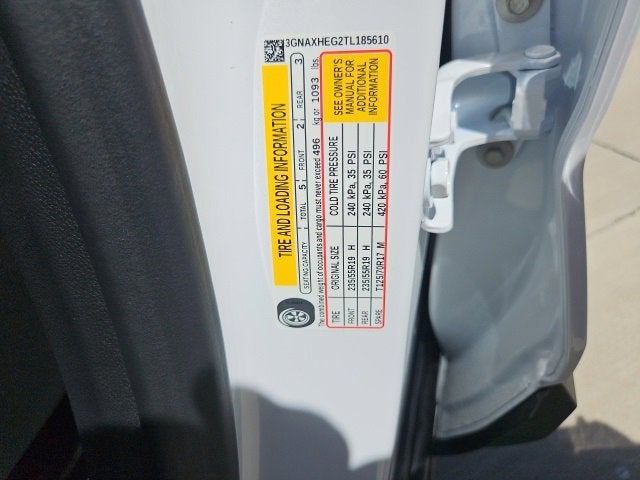 3GNAXHEG2TL185610
TIRE AND LOADING INFORMATION
SEATING CAPACITY TOTAL 5 FRONT 2 REAR 3
The combined weight of occupants and cargo must never exceed 496 kg or 1093 lbs.
TIRE ORIGINAL SIZE COLD TIRE PRESSURE
FRONT 235/55R19 H 240 kPa, 35 PSI
REAR 235/55R19 H 240 kPa, 35 PSI
SPARE T125/70R17 M 420 kPa, 60 PSI
SEE OWNER'S
MANUAL FOR
ADDITIONAL
INFORMATION